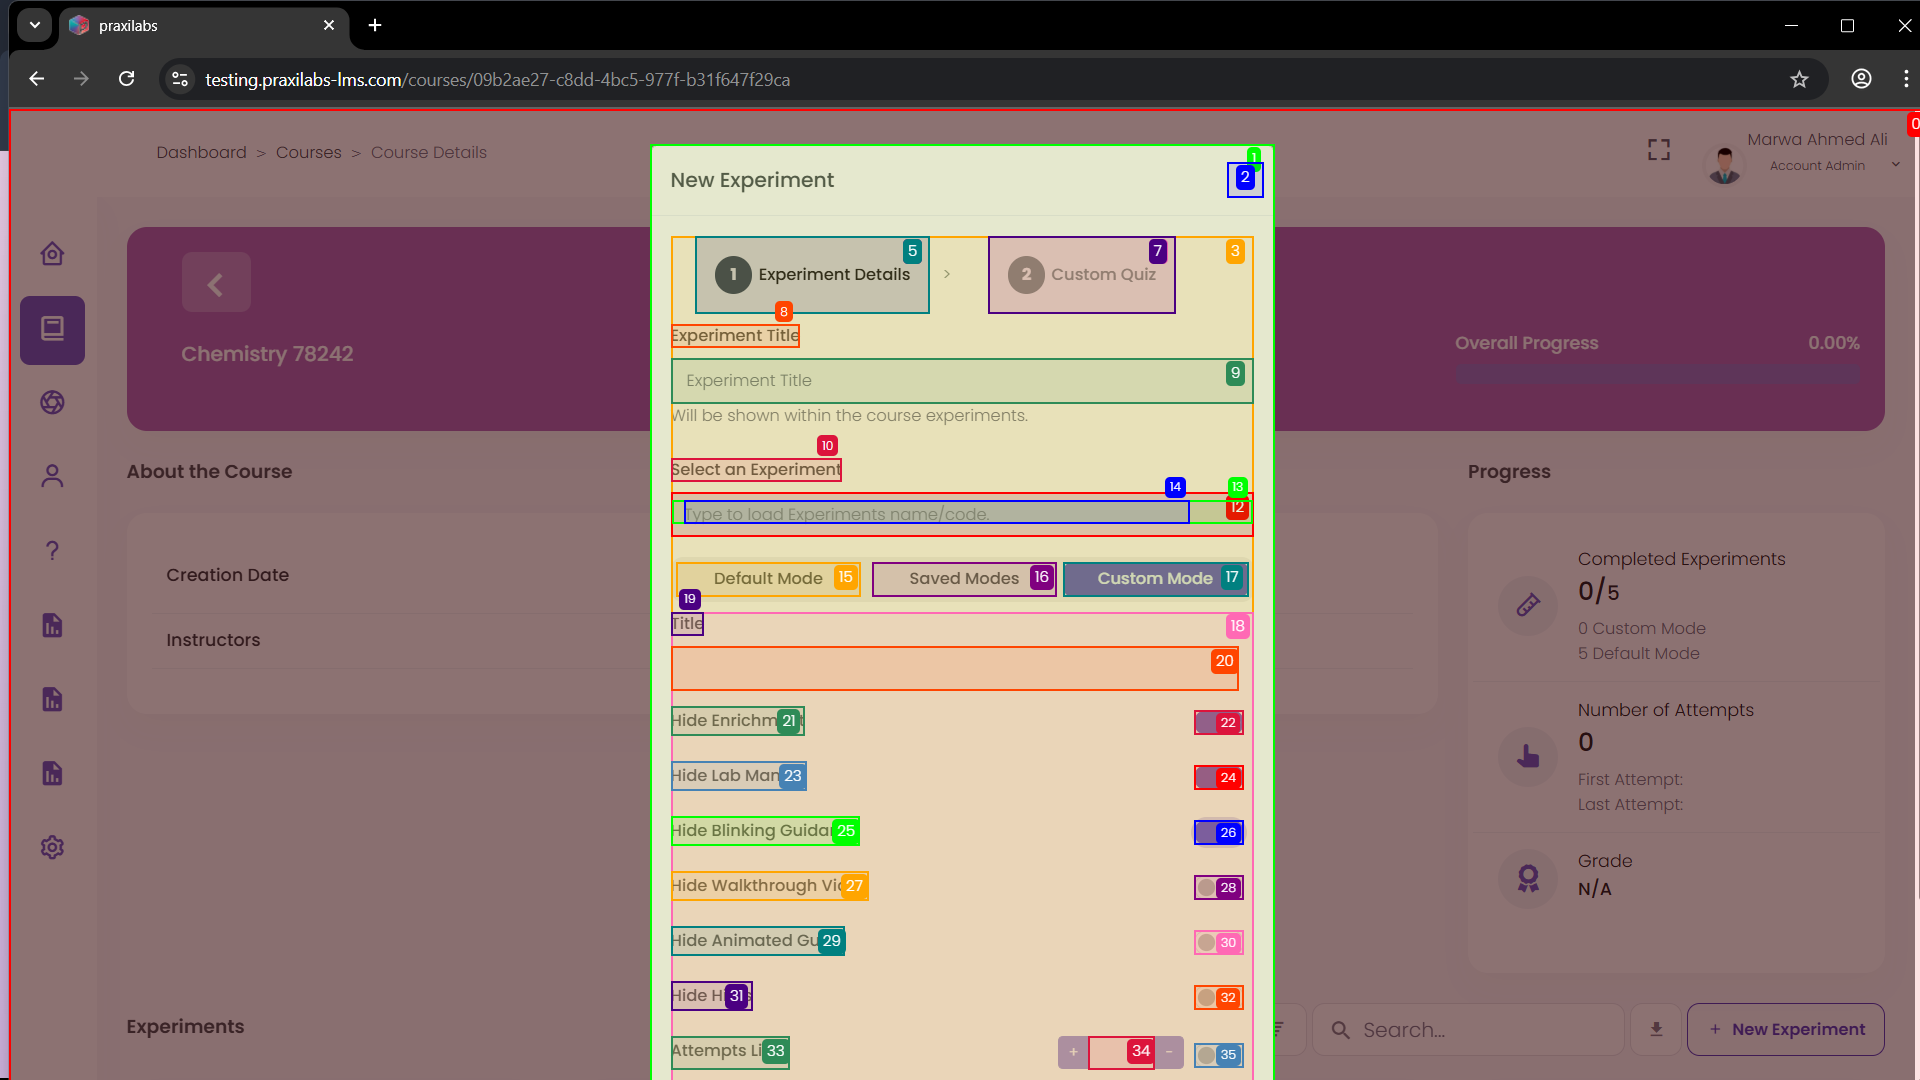 praxilabs
testing.praxilabs-lms.com/courses/09b2ae27-c8dd-4bc5-977f-b31f647f29ca
0
Dashboard > Courses > Course Details
Marwa Ahmed Ali
Account Admin
1
New Experiment
2
1 Experiment Details 5 > 2 Custom Quiz 7
3
Chemistry 78242
Overall Progress 0.00%
8
Experiment Title
Experiment Title 9
Will be shown within the course experiments.
10
Select an Experiment
14 13
Type to load Experiments name/code. 12
Default Mode 15 Saved Modes 16 Custom Mode 17
19
Title 18
20
Hide 21 22
Hide Lab 23 24
Hide Blinking 25 26
Hide Walkthrough 27 28
Hide Animated 29 30
Hide 31 32
Attempts 33 + 34 - 35
About the Course
Creation Date
Instructors
Progress
Completed Experiments
0/5
0 Custom Mode
5 Default Mode
Number of Attempts
0
First Attempt:
Last Attempt:
Grade
N/A
Experiments
Search...
+ New Experiment